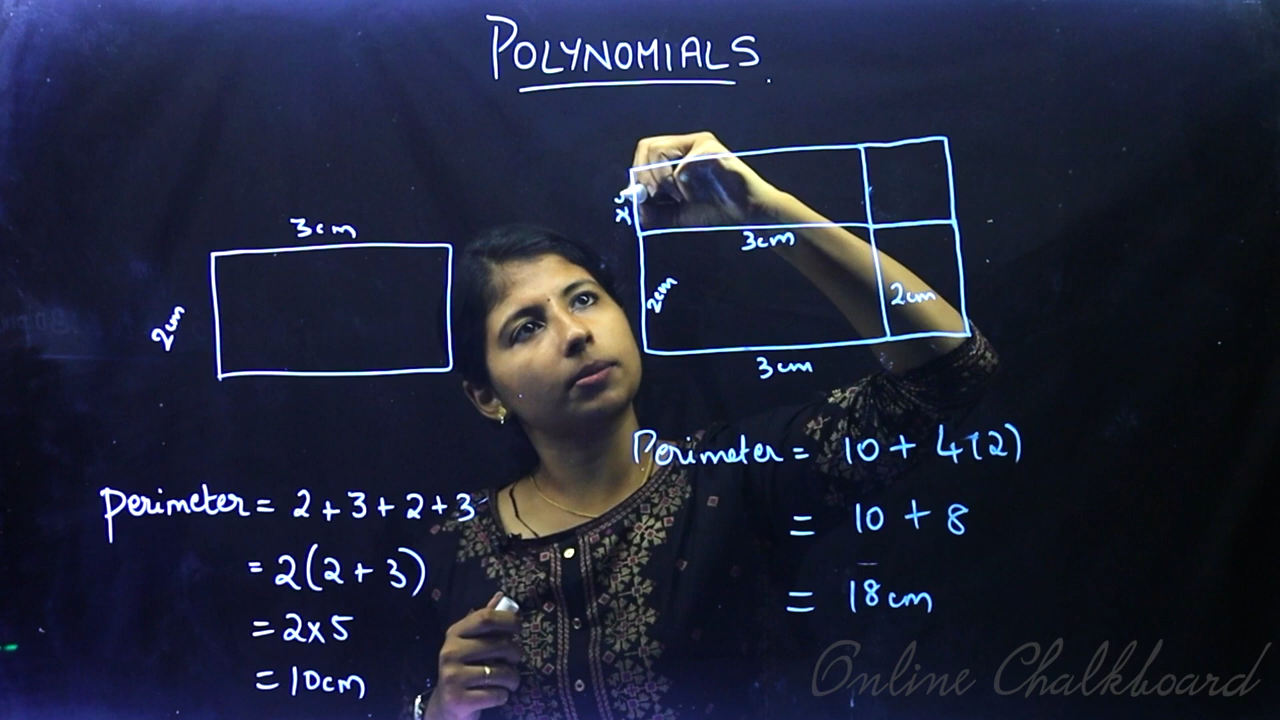 POLYNOMIALS
3cm
2cm
x
3cm
2cm
2cm
3cm
Perimeter = 2 + 3 + 2 + 3
= 2(2 + 3)
= 2x5
= 10cm
Perimeter = 10 + 4(2)
= 10 + 8
= 18cm
Online Chalkboard